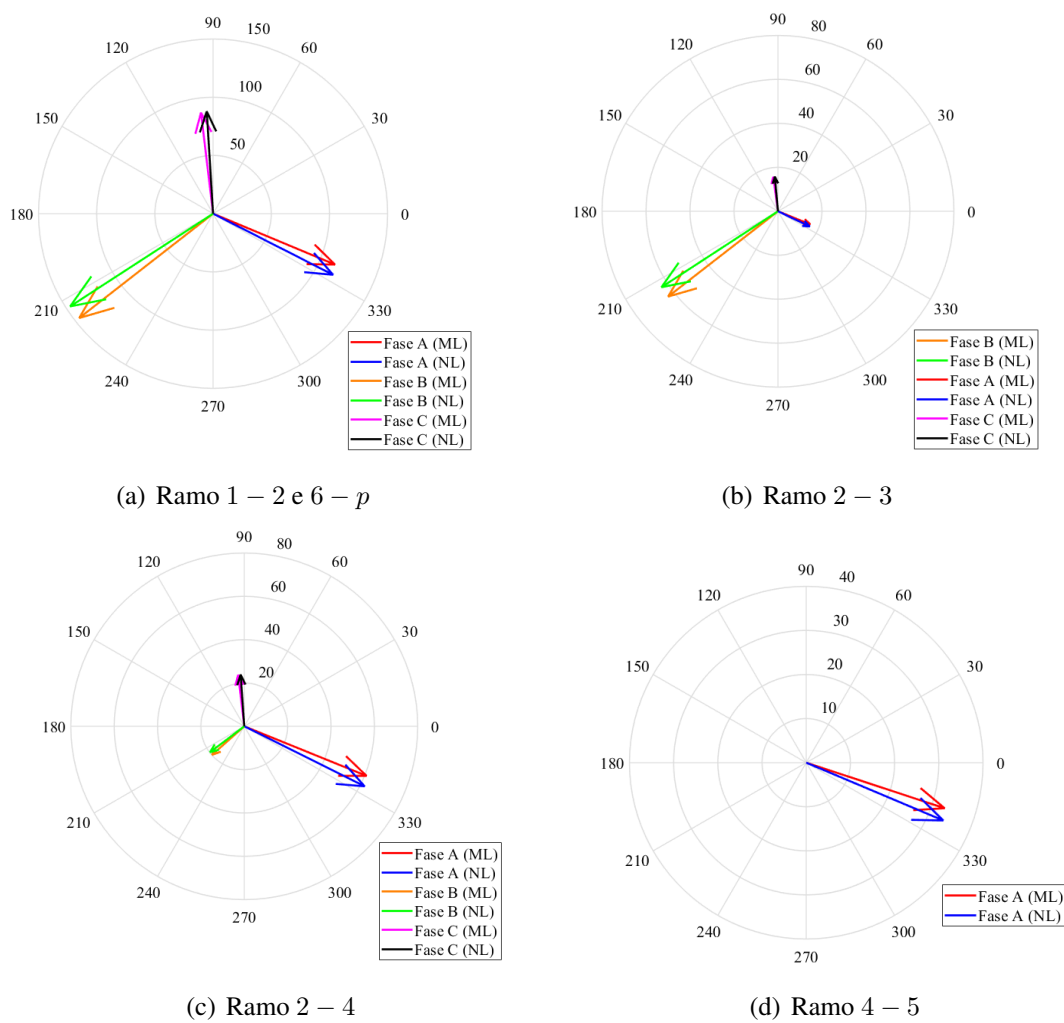 90
150
120
60
100
150
30
50
180
0
210
330
240
300
270
Fase A (ML)
Fase A (NL)
Fase B (ML)
Fase B (NL)
Fase C (ML)
Fase C (NL)
(a) Ramo 1 − 2 e 6 − p
90
80
120
60
60
40
150
30
20
180
0
210
330
240
300
270
Fase B (ML)
Fase B (NL)
Fase A (ML)
Fase A (NL)
Fase C (ML)
Fase C (NL)
(b) Ramo 2 − 3
90
80
120
60
60
40
150
30
20
180
0
210
330
240
300
270
Fase A (ML)
Fase A (NL)
Fase B (ML)
Fase B (NL)
Fase C (ML)
Fase C (NL)
(c) Ramo 2 − 4
90
40
120
60
30
20
150
30
10
180
0
210
330
240
300
270
Fase A (ML)
Fase A (NL)
(d) Ramo 4 − 5